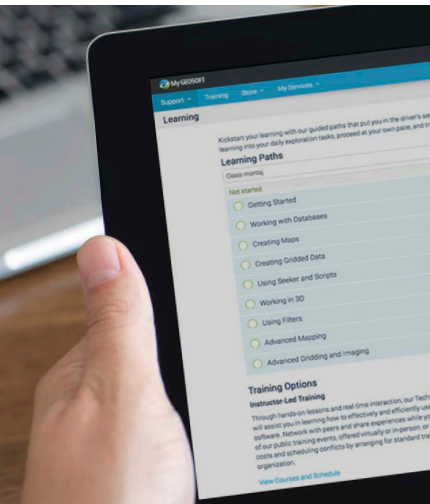 My GEOSOFT
Support Training Store My Services
Learning
Kickstart your learning with our guided paths that put you in the driver's
learning into your daily exploration tasks, proceed at your own pace, and
Learning Paths
Oasis montaj
Not started
Getting Started
Working with Databases
Creating Maps
Creating Gridded Data
Using Seeker and Scripts
Working in 3D
Using Filters
Advanced Mapping
Advanced Gridding and Imaging
Training Options
Instructor-Led Training
Through hands-on lessons and real-time interaction, our
will assist you in learning how to effectively and efficiently
software. Network with peers and share experiences while
of our public training events, offered virtually or in-person, or
costs and scheduling conflicts by arranging for standard
organization.
View Courses and Schedule